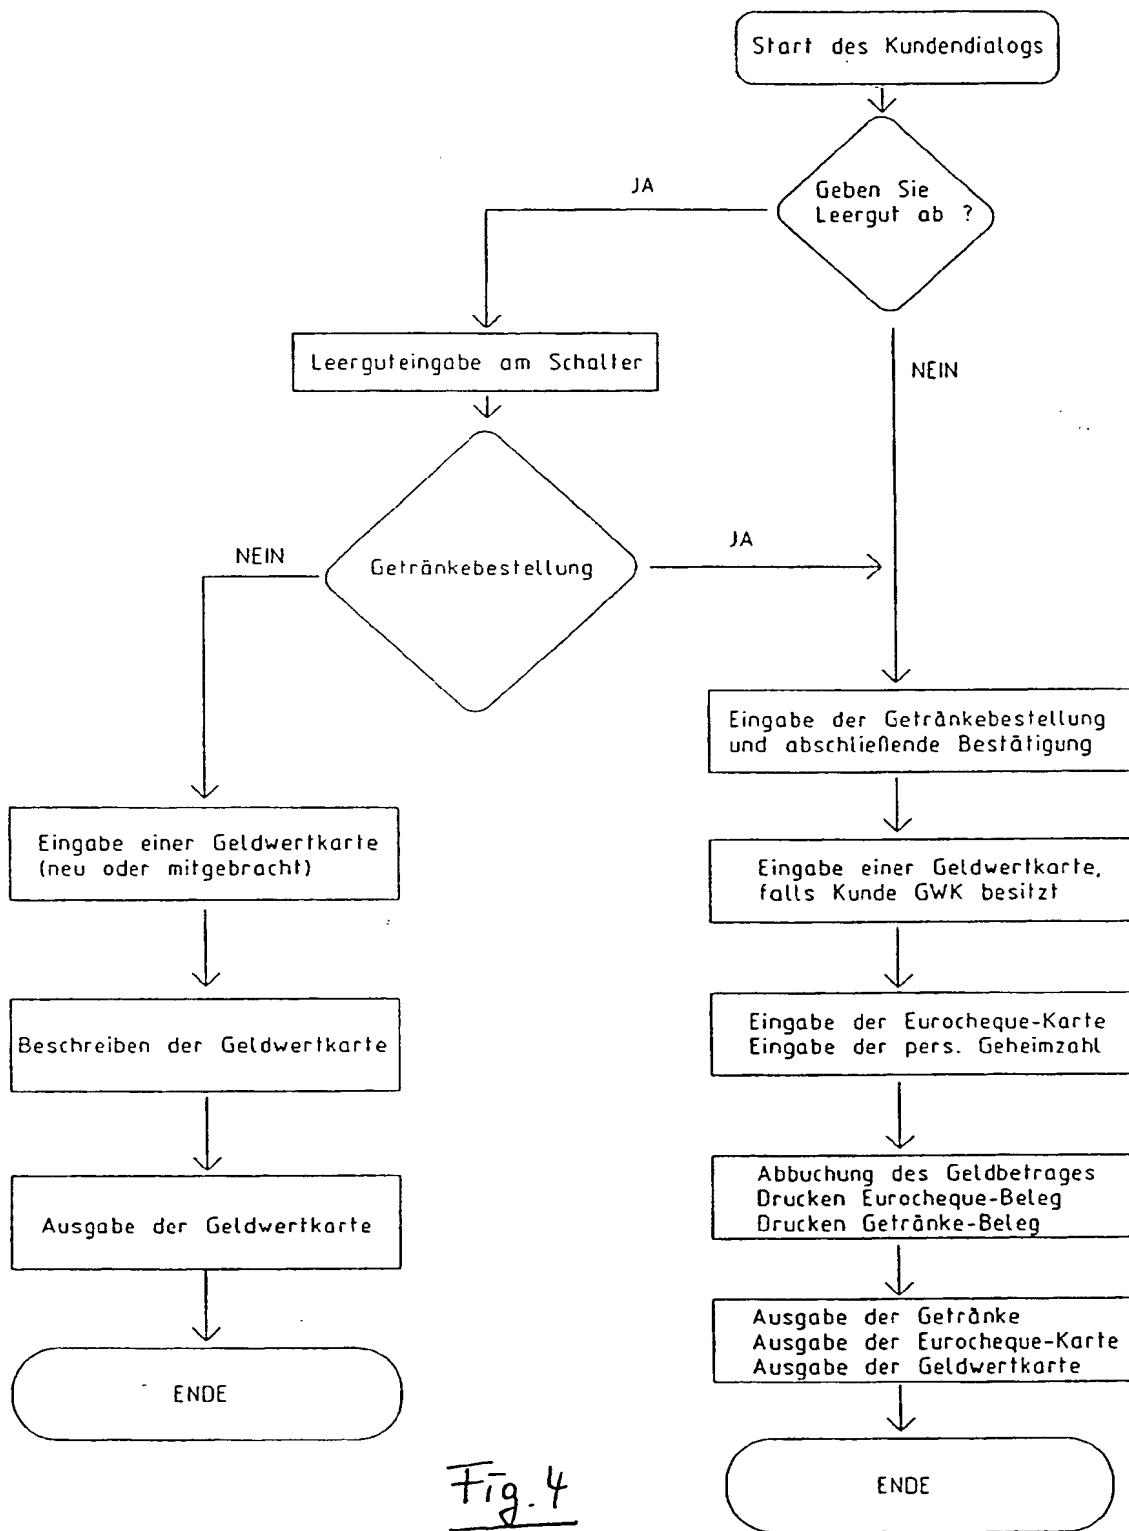 Start des Kundendialogs
Geben Sie
Leergut ab ?
JA
NEIN
Leerguteingabe am Schalter
Getränkebestellung
NEIN
JA
Eingabe einer Geldwertkarte
(neu oder mitgebracht)
Beschreiben der Geldwertkarte
Ausgabe der Geldwertkarte
ENDE
Eingabe der Getränkebestellung
und abschließende Bestätigung
Eingabe einer Geldwertkarte,
falls Kunde GWK besitzt
Eingabe der Eurocheque-Karte
Eingabe der pers. Geheimzahl
Abbuchung des Geldbetrages
Drucken Eurocheque-Beleg
Drucken Getränke-Beleg
Ausgabe der Getränke
Ausgabe der Eurocheque-Karte
Ausgabe der Geldwertkarte
ENDE
Fig. 4